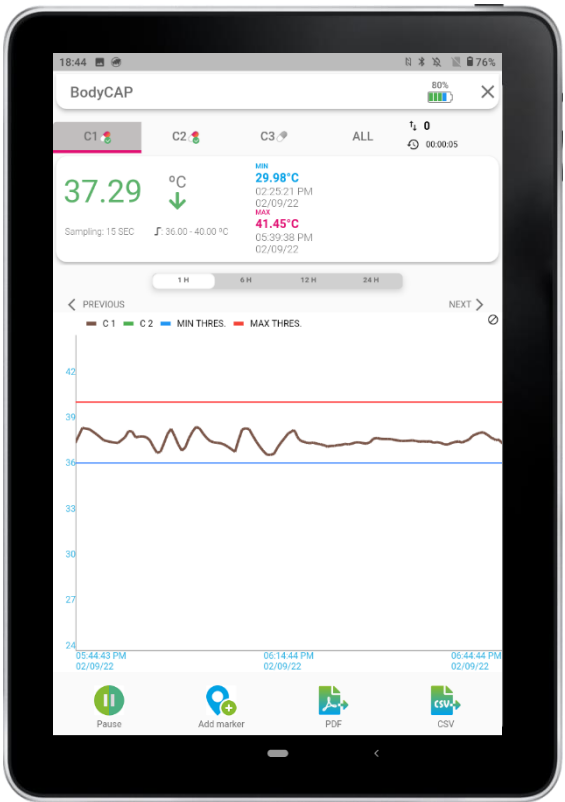 18:44 76%
BodyCAP 80%
C1 C2 C3 ALL 0
00:00:05
37.29 ºC
Sampling: 15 SEC : 36.00 - 40.00 ºC
MIN
29.98°C
02:25:21 PM
02/09/22
MAX
41.45°C
05:39:38 PM
02/09/22
1 H 6 H 12 H 24 H
PREVIOUS NEXT
C 1 C 2 MIN THRES. MAX THRES.
42
39
36
33
30
27
24
05:44:43 PM 06:14:44 PM 06:44:44 PM
02/09/22 02/09/22 02/09/22
CSV
Pause Add marker PDF CSV